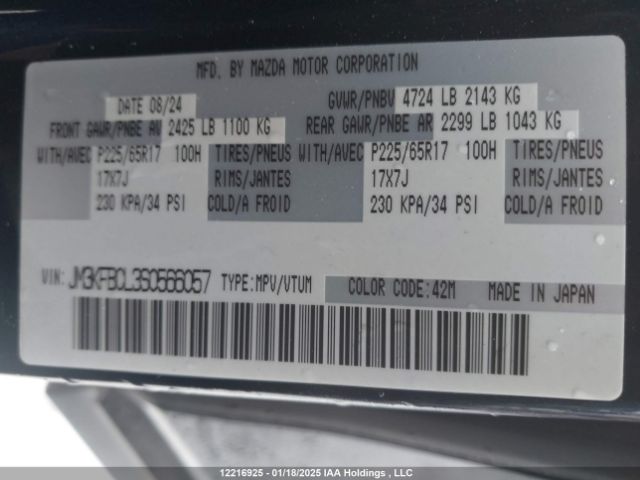 MFD. BY MAZDA MOTOR CORPORATION
DATE 08/24 GVWR/PNBV 4724 LB 2143 KG
FRONT GAWR/PNBE AV 2425 LB 1100 KG REAR GAWR/PNBE AR 2299 LB 1043 KG
WITH/AVEC P225/65R17 100H TIRES/PNEUS WITH/AVEC P225/65R17 100H TIRES/PNEUS
17X7J RIMS/JANTES 17X7J RIMS/JANTES
230 KPA/34 PSI COLD/A FROID 230 KPA/34 PSI COLD/A FROID
VIN: JM3KFBCL3S0566057 TYPE:MPV/VTUM COLOR CODE:42M MADE IN JAPAN
12216925 - 01/18/2025 IAA Holdings , LLC